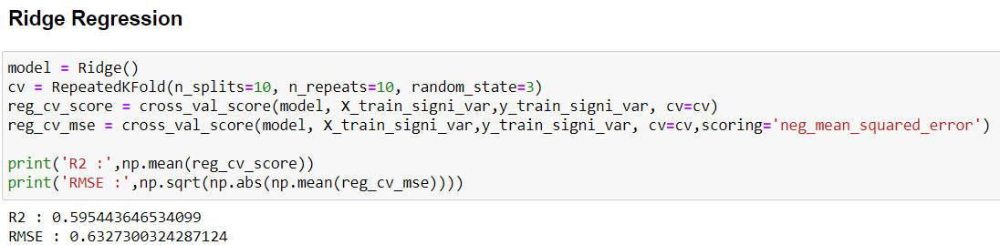 Ridge Regression
model = Ridge()
cv = RepeatedKFold(n_splits=10, n_repeats=10, random_state=3)
reg_cv_score = cross_val_score(model, X_train_signi_var,y_train_signi_var, cv=cv)
reg_cv_mse = cross_val_score(model, X_train_signi_var,y_train_signi_var, cv=cv,scoring='neg_mean_squared_error')
print('R2 :',np.mean(reg_cv_score))
print('RMSE :',np.sqrt(np.abs(np.mean(reg_cv_mse))))
R2 : 0.595443646534099
RMSE : 0.6327300324287124